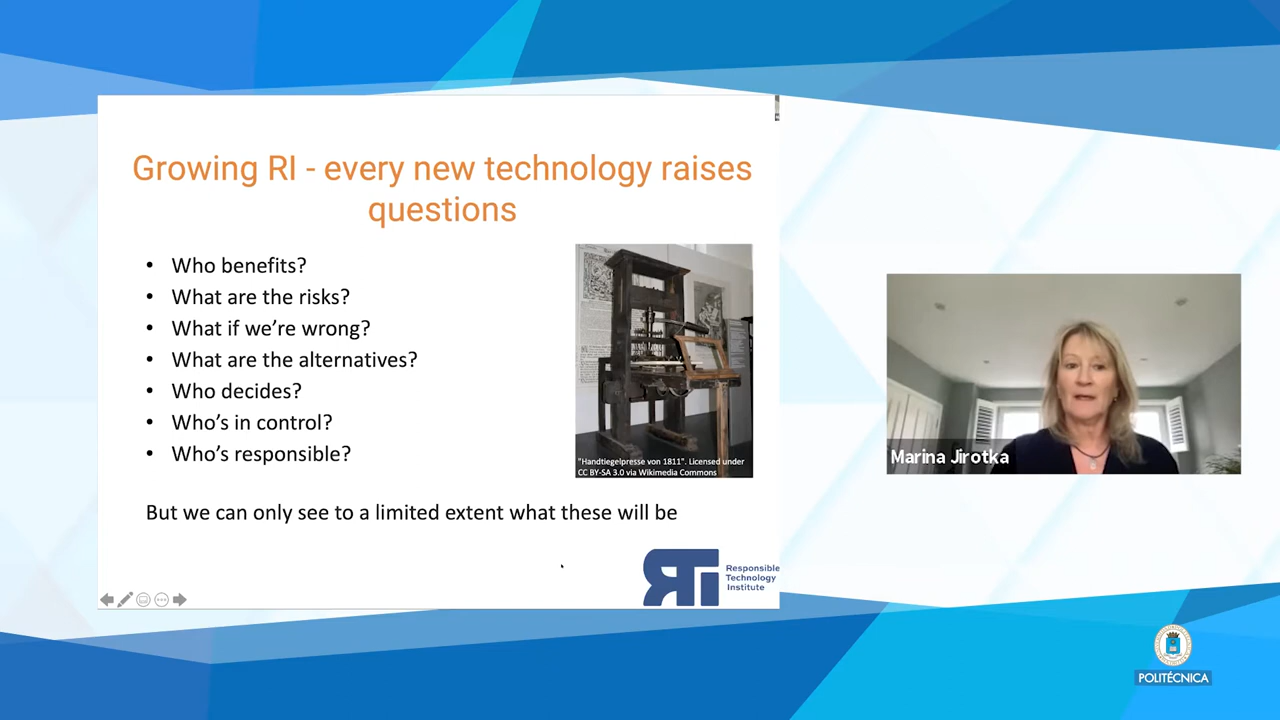 Growing RI - every new technology raises
questions
• Who benefits?
• What are the risks?
• What if we’re wrong?
• What are the alternatives?
• Who decides?
• Who’s in control?
• Who’s responsible?
"Handtiegelpresse von 1811". Licensed under
CC BY-SA 3.0 via Wikimedia Commons
But we can only see to a limited extent what these will be
RTI
Responsible
Technology
Institute
Marina Jirotka
POLITÉCNICA